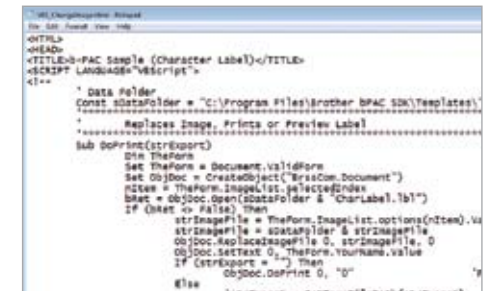 VBS_ChangeImage.html - Notepad
File Edit Format View Help
<HTML>
<HEAD>
<TITLE>b-PAC Sample (Character Label)</TITLE>
<SCRIPT LANGUAGE="VBScript">
<!--
' Data Folder
Const sDataFolder = "C:\Program Files\Brother bPAC SDK\Templates\"
'*******************************************************
' Replaces Image, Prints or Preview Label
'*******************************************************
Sub DoPrint(strExport)
Dim TheForm
Set TheForm = Document.ValidForm
Set ObjDoc = CreateObject("BrssCom.Document")
nItem = TheForm.ImageList.selectedIndex
bRet = ObjDoc.Open(sDataFolder & "CharLabel.lbl")
If (bRet <> False) Then
strImageFile = TheForm.ImageList.options(nItem).Va
strImageFile = sDataFolder & strImageFile
ObjDoc.ReplaceImageFile 0, strImageFile, 0
ObjDoc.SetText 0, TheForm.YourName.Value
If (strExport = "") Then
ObjDoc.DoPrint 0, "0"
Else